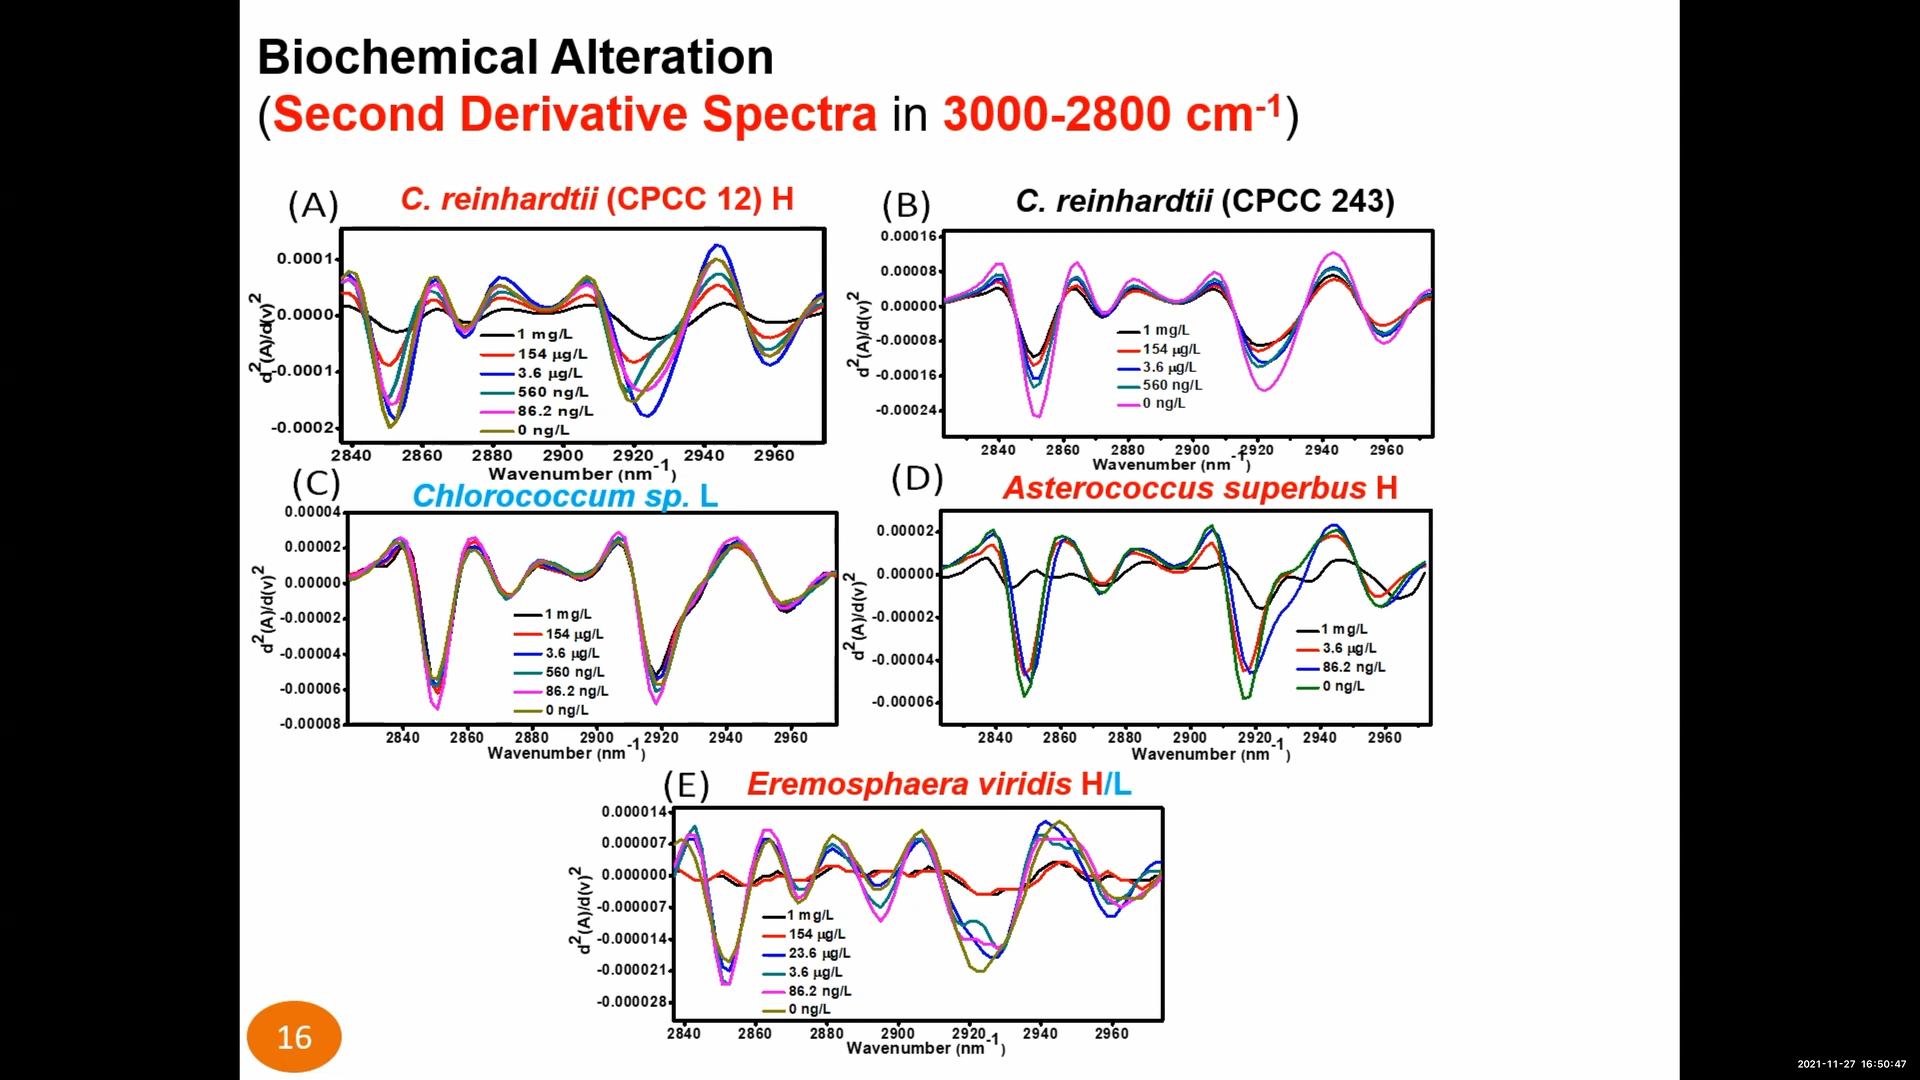 Biochemical Alteration
(Second Derivative Spectra in 3000-2800 cm-1)
(A)
C. reinhardtii (CPCC 12) H
0.0001
0.0000
-0.0001
-0.0002
d2(A)/d(v)2
1 mg/L
154 µg/L
3.6 µg/L
560 ng/L
86.2 ng/L
0 ng/L
2840 2860 2880 2900 2920 2940 2960
Wavenumber (nm-1)
(B)
C. reinhardtii (CPCC 243)
0.00016
0.00008
0.00000
-0.00008
-0.00016
-0.00024
d2(A)/d(v)2
1 mg/L
154 µg/L
3.6 µg/L
560 ng/L
0 ng/L
2840 2860 2880 2900 2920 2940 2960
Wavenumber (nm-1)
(C)
Chlorococcum sp. L
0.00004
0.00002
0.00000
-0.00002
-0.00004
-0.00006
-0.00008
d2(A)/d(v)2
1 mg/L
154 µg/L
3.6 µg/L
560 ng/L
86.2 ng/L
0 ng/L
2840 2860 2880 2900 2920 2940 2960
Wavenumber (nm-1)
(D)
Asterococcus superbus H
0.00002
0.00000
-0.00002
-0.00004
-0.00006
d2(A)/d(v)2
1 mg/L
3.6 µg/L
86.2 ng/L
0 ng/L
2840 2860 2880 2900 2920 2940 2960
Wavenumber (nm-1)
(E)
Eremosphaera viridis H/L
0.000014
0.000007
0.000000
-0.000007
-0.000014
-0.000021
-0.000028
d2(A)/d(v)2
1 mg/L
154 µg/L
23.6 µg/L
3.6 µg/L
86.2 ng/L
0 ng/L
2840 2860 2880 2900 2920 2940 2960
Wavenumber (nm-1)
16
2021-11-27 16:50:47